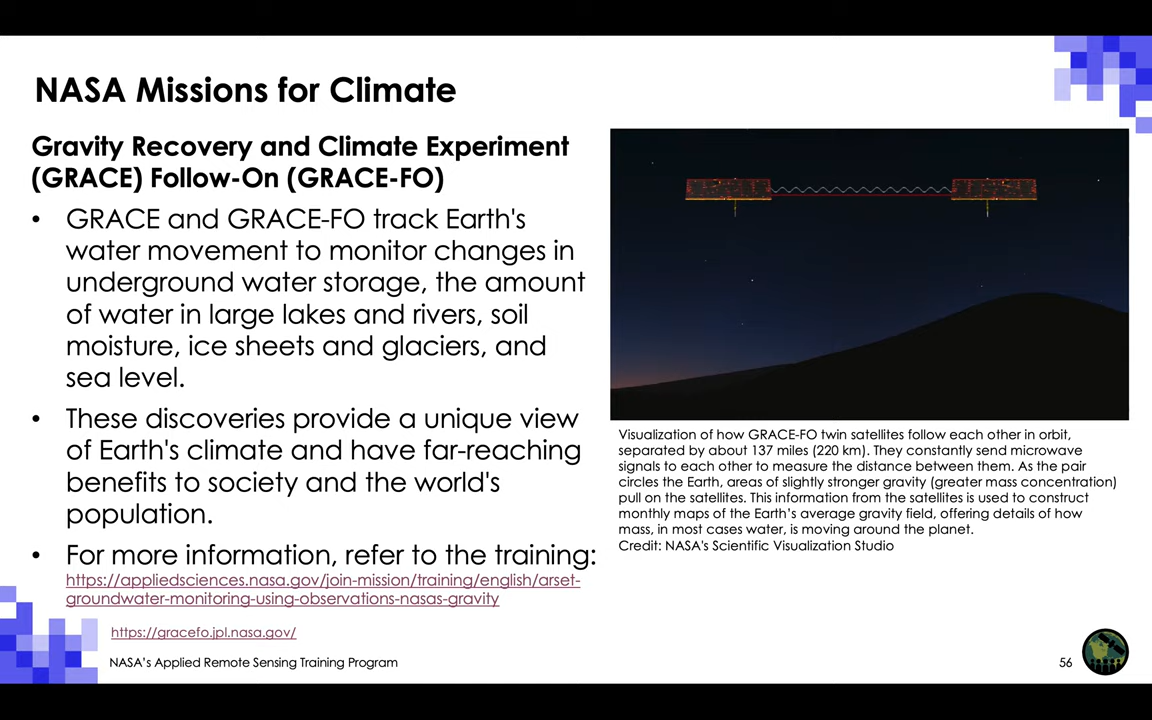 NASA Missions for Climate
Gravity Recovery and Climate Experiment
(GRACE) Follow-On (GRACE-FO)
• GRACE and GRACE-FO track Earth's
water movement to monitor changes in
underground water storage, the amount
of water in large lakes and rivers, soil
moisture, ice sheets and glaciers, and
sea level.
• These discoveries provide a unique view
of Earth's climate and have far-reaching
benefits to society and the world's
population.
• For more information, refer to the training:
https://appliedsciences.nasa.gov/join-mission/training/english/arset-
groundwater-monitoring-using-observations-nasas-gravity
Visualization of how GRACE-FO twin satellites follow each other in orbit,
separated by about 137 miles (220 km). They constantly send microwave
signals to each other to measure the distance between them. As the pair
circles the Earth, areas of slightly stronger gravity (greater mass concentration)
pull on the satellites. This information from the satellites is used to construct
monthly maps of the Earth’s average gravity field, offering details of how
mass, in most cases water, is moving around the planet.
Credit: NASA's Scientific Visualization Studio
https://gracefo.jpl.nasa.gov/
NASA’s Applied Remote Sensing Training Program
56